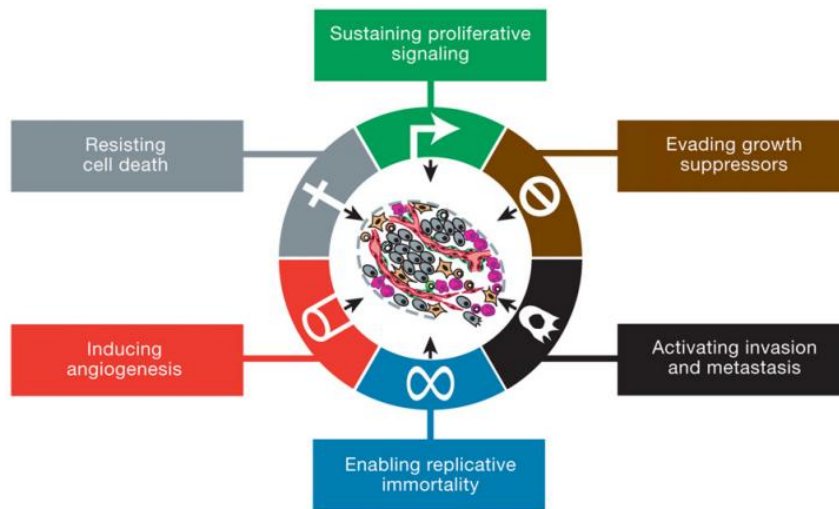 Sustaining proliferative
signaling
Resisting
cell death
Evading growth
suppressors
Inducing
angiogenesis
Activating invasion
and metastasis
Enabling replicative
immortality